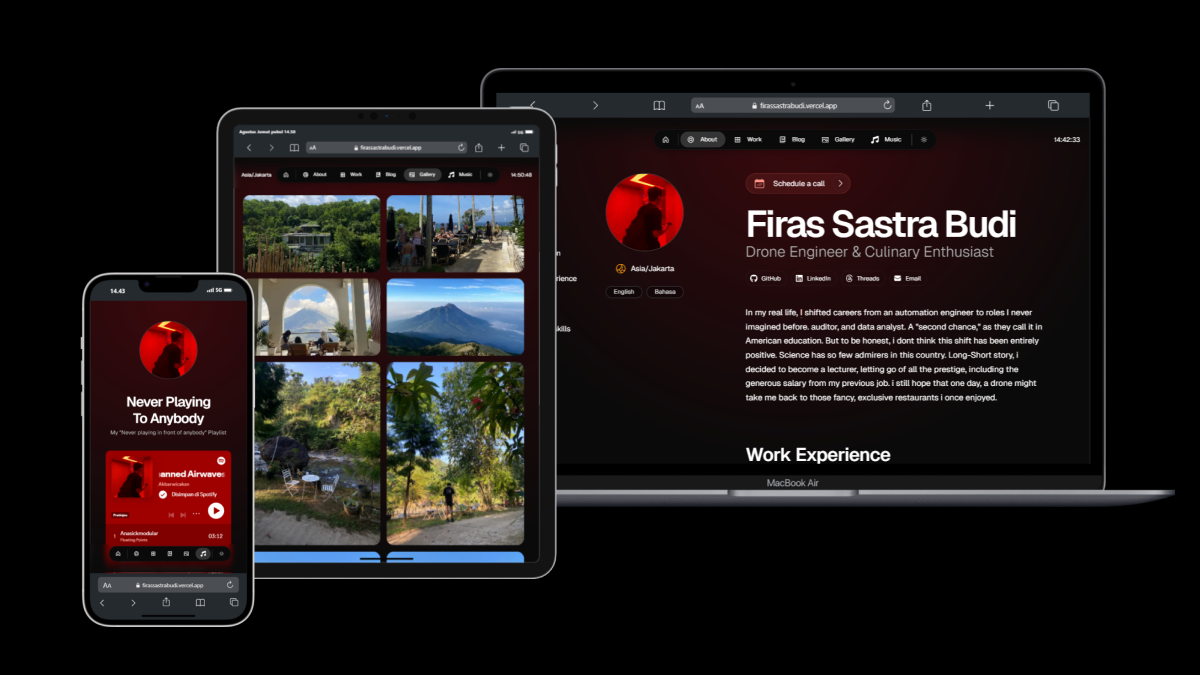 14.43
5G
Never Playing
To Anybody
My "Never playing in front of anybody" Playlist
anned Airwaves
Akbarwiraken
Disimpan di Spotify
Pratinjau
1 Anasickmodular
Floating Points
03:12
AA firassastrabudi.vercel.app
Agustus Jumat pukul 14.50
5G
AA firassastrabudi.vercel.app
Asia/Jakarta
About Work Blog Gallery Music
14:50:48
AA firassastrabudi.vercel.app
About Work Blog Gallery Music
14:42:33
Schedule a call
Firas Sastra Budi
Drone Engineer & Culinary Enthusiast
Asia/Jakarta
English Bahasa
GitHub LinkedIn Threads Email
n
rience
kills
In my real life, I shifted careers from an automation engineer to roles I never
imagined before. auditor, and data analyst. A "second chance," as they call it in
American education. But to be honest, i dont think this shift has been entirely
positive. Science has so few admirers in this country. Long-Short story, i
decided to become a lecturer, letting go of all the prestige, including the
generous salary from my previous job. i still hope that one day, a drone might
take me back to those fancy, exclusive restaurants i once enjoyed.
Work Experience
MacBook Air